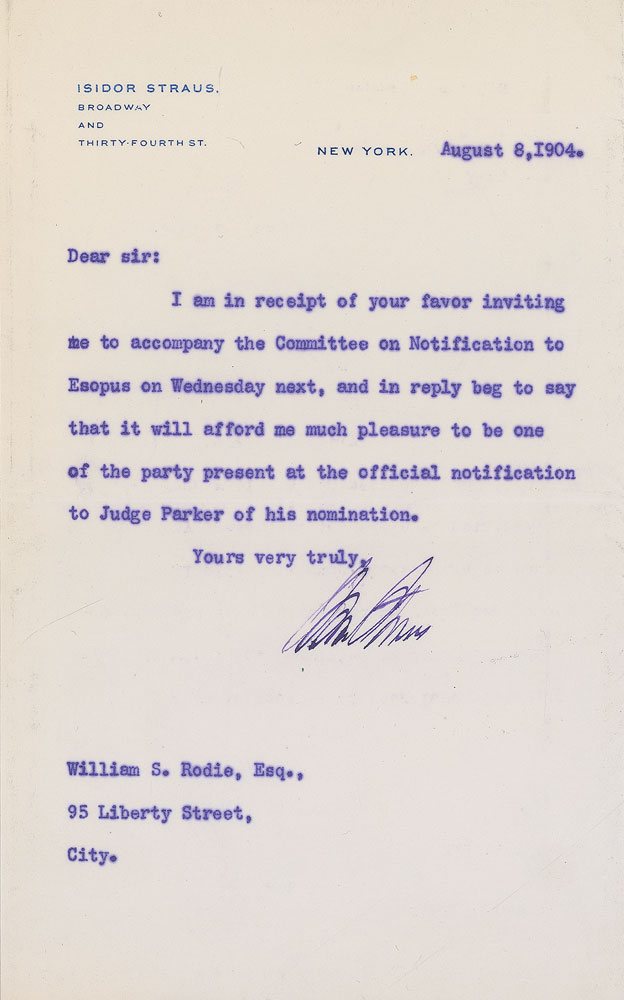 ISIDOR STRAUS.
BROADWAY
AND
THIRTY-FOURTH ST.
NEW YORK. August 8,I904.
Dear sir:
I am in receipt of your favor inviting
me to accompany the Committee on Notification to
Esopus on Wednesday next, and in reply beg to say
that it will afford me much pleasure to be one
of the party present at the official notification
to Judge Parker of his nomination.
Yours very truly,
Isidor Straus
William S. Rodie, Esq.,
95 Liberty Street,
City.